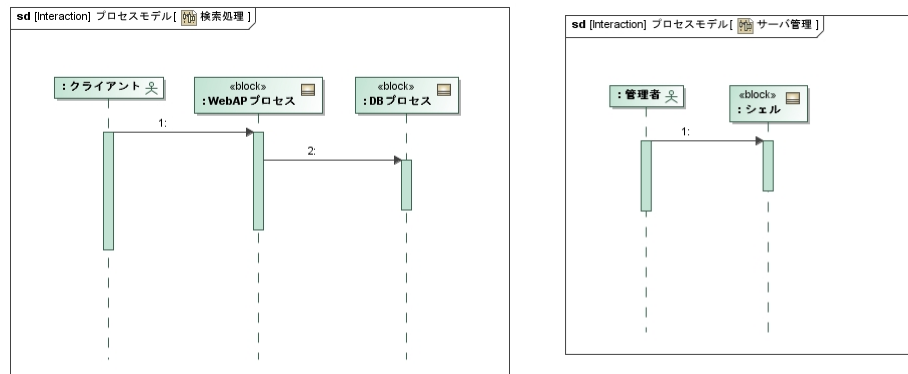 sd [Interaction] プロセスモデル[ 検索処理 ]
:クライアント
«block»
:WebAPプロセス
«block»
:DBプロセス
1:
2:
sd [Interaction] プロセスモデル[ サーバ管理 ]
:管理者
«block»
:シェル
1: